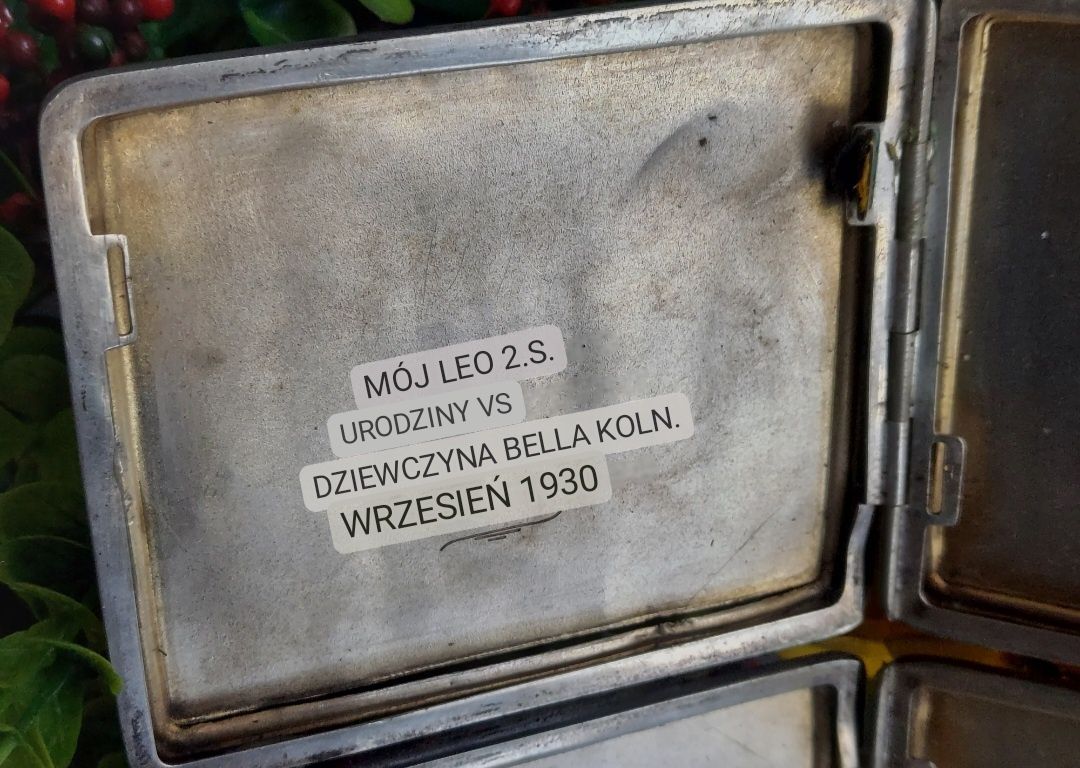 MÓJ LEO 2.S.
URODZINY VS
DZIEWCZYNA BELLA KOLN.
WRZESIEŃ 1930